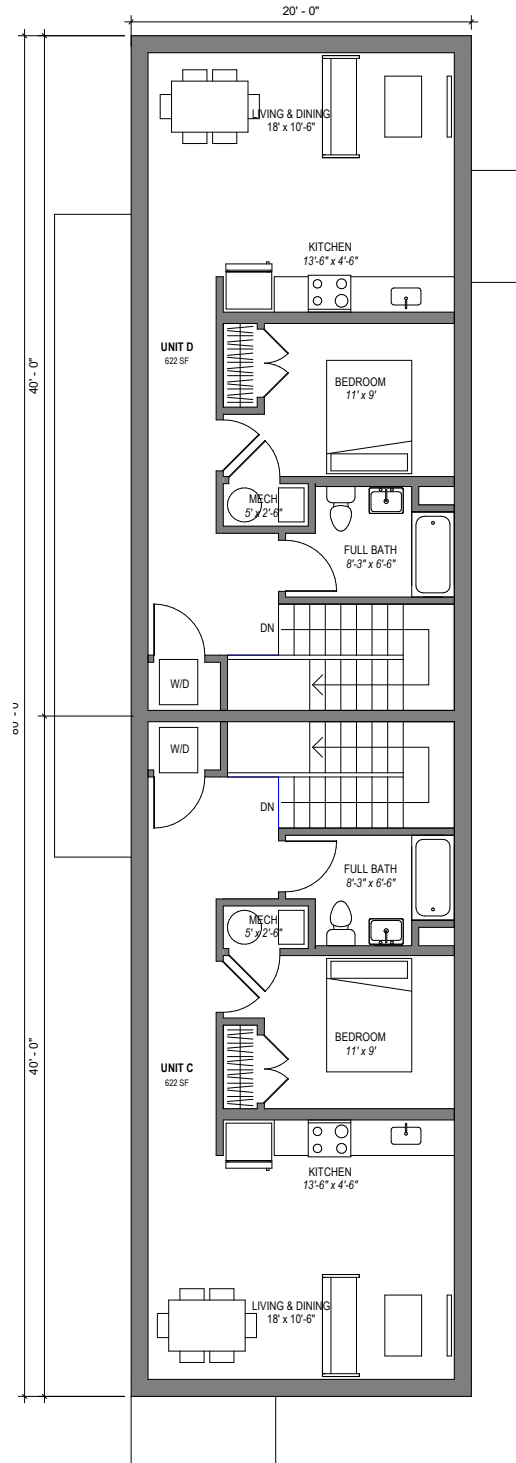 20' - 0"
LIVING & DINING
18' x 10'-6"
KITCHEN
13'-6" x 4'-6"
UNIT D
622 SF
40' - 0"
BEDROOM
11' x 9'
MECH
5' x 2'-6"
FULL BATH
8'-3" x 6'-6"
DN
W/D
W/D
DN
FULL BATH
8'-3" x 6'-6"
MECH
5' x 2'-6"
BEDROOM
11' x 9'
40' - 0"
UNIT C
622 SF
KITCHEN
13'-6" x 4'-6"
LIVING & DINING
18' x 10'-6"